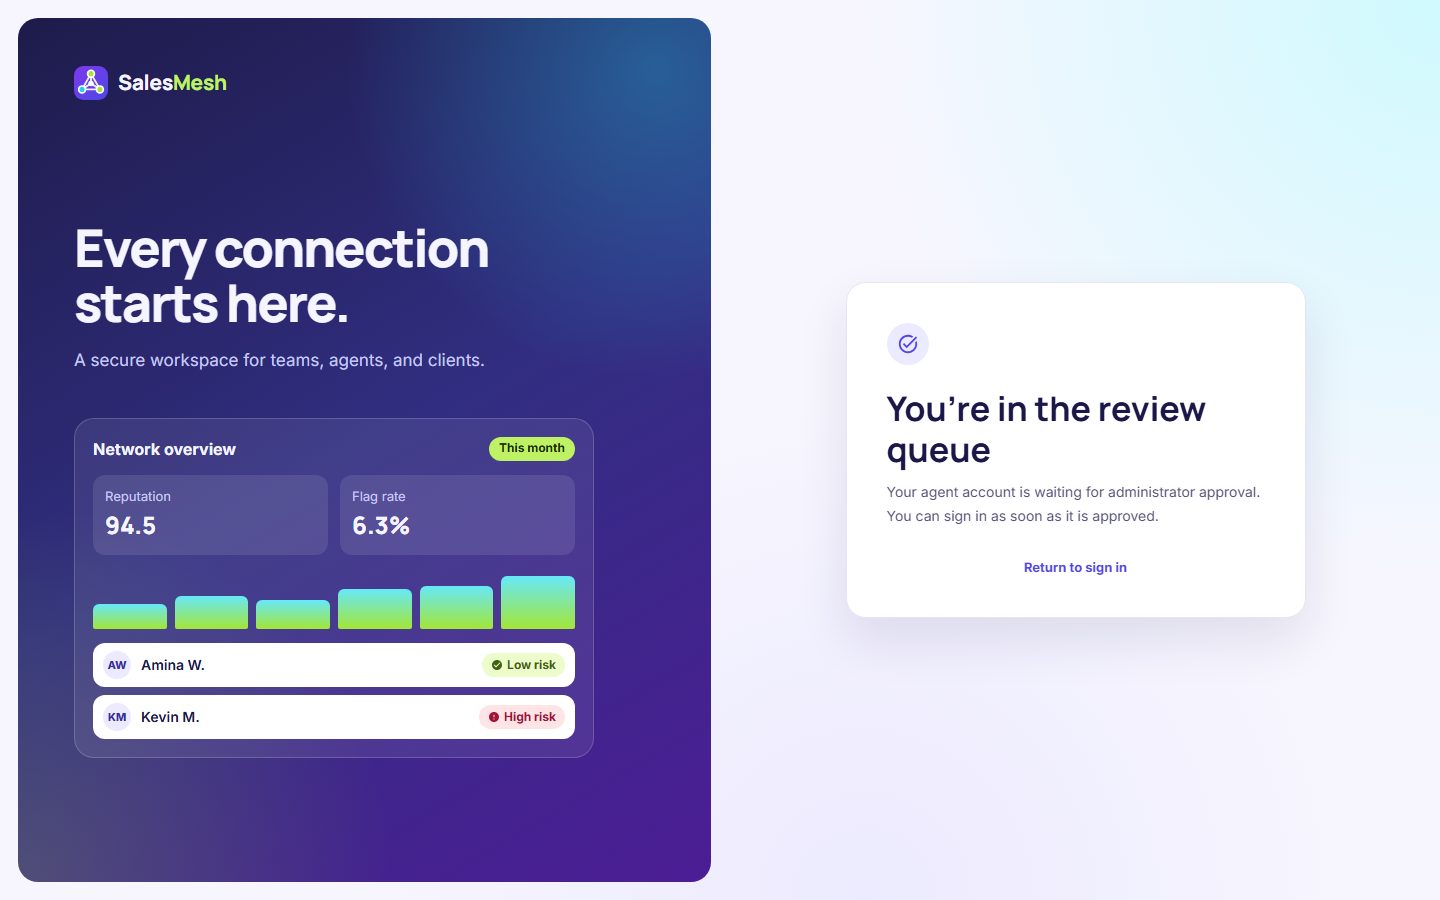 SalesMesh
Every connection
starts here.
A secure workspace for teams, agents, and clients.
Network overview
This month
Reputation
94.5
Flag rate
6.3%
AW
Amina W.
Low risk
KM
Kevin M.
High risk
You’re in the review
queue
Your agent account is waiting for administrator approval.
You can sign in as soon as it is approved.
Return to sign in